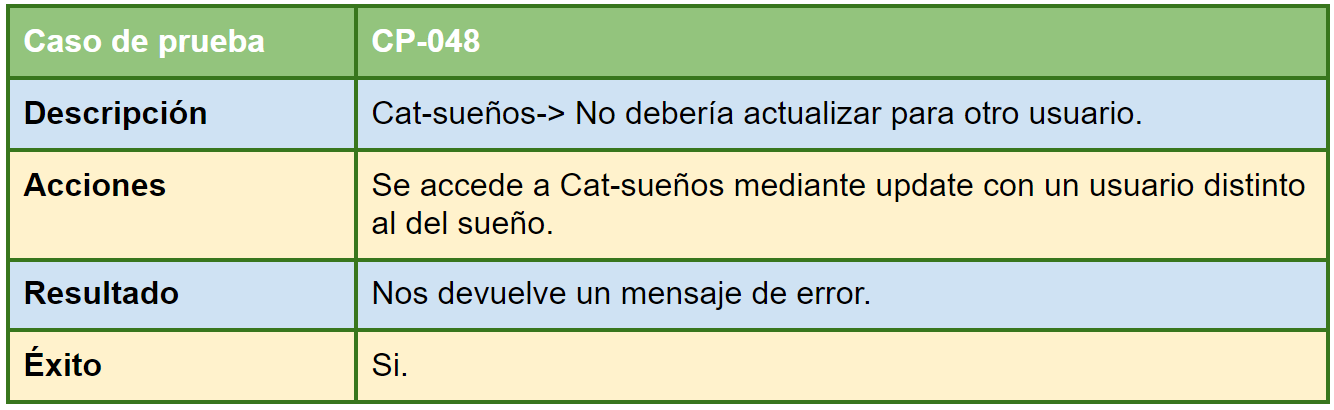 Caso de prueba CP-048
Descripción Cat-sueños-> No debería actualizar para otro usuario.
Acciones Se accede a Cat-sueños mediante update con un usuario distinto
al del sueño.
Resultado Nos devuelve un mensaje de error.
Éxito Si.